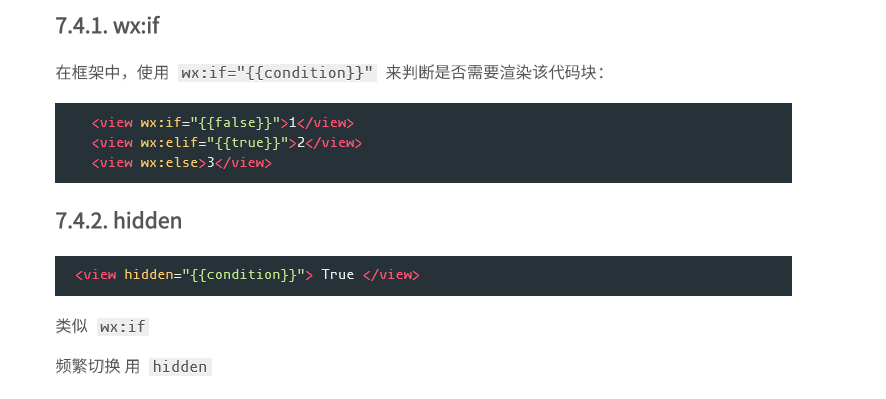 7.4.1. wx:if
在框架中，使用 wx:if="{{condition}}" 来判断是否需要渲染该代码块：
<view wx:if="{{false}}">1</view>
<view wx:elif="{{true}}">2</view>
<view wx:else>3</view>
7.4.2. hidden
<view hidden="{{condition}}"> True </view>
类似 wx:if
频繁切换 用 hidden